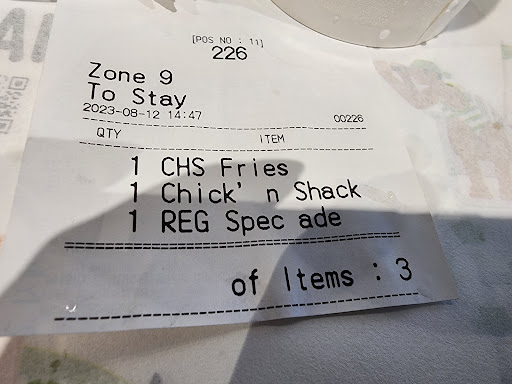 [POS NO : 11]
226
Zone 9
To Stay
2023-08-12 14:47 00226
QTY ITEM
1 CHS Fries
1 Chick' n Shack
1 REG Spec ade
of Items : 3